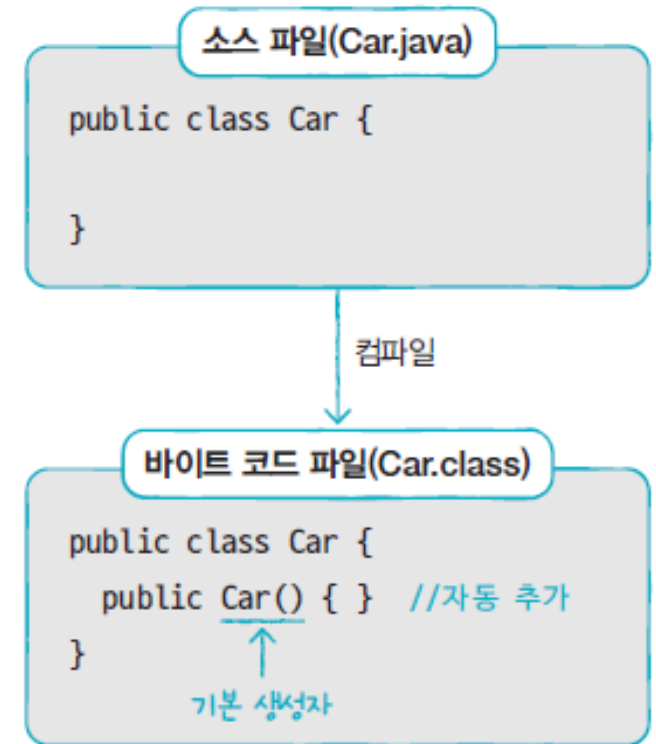 소스 파일(Car.java)
public class Car {
}
컴파일
바이트 코드 파일(Car.class)
public class Car {
public Car() { } //자동 추가
}
기본 생성자